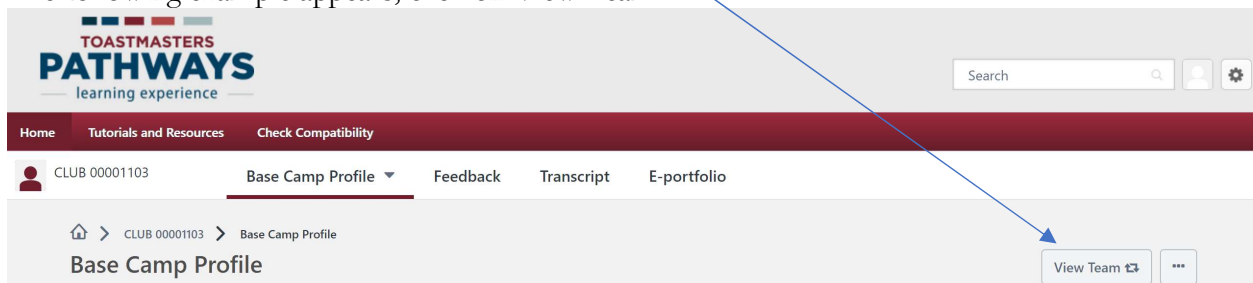 TOASTMASTERS
PATHWAYS
learning experience
Search
Home Tutorials and Resources Check Compatibility
CLUB 00001103 Base Camp Profile Feedback Transcript E-portfolio
CLUB 00001103 Base Camp Profile
Base Camp Profile
View Team ...